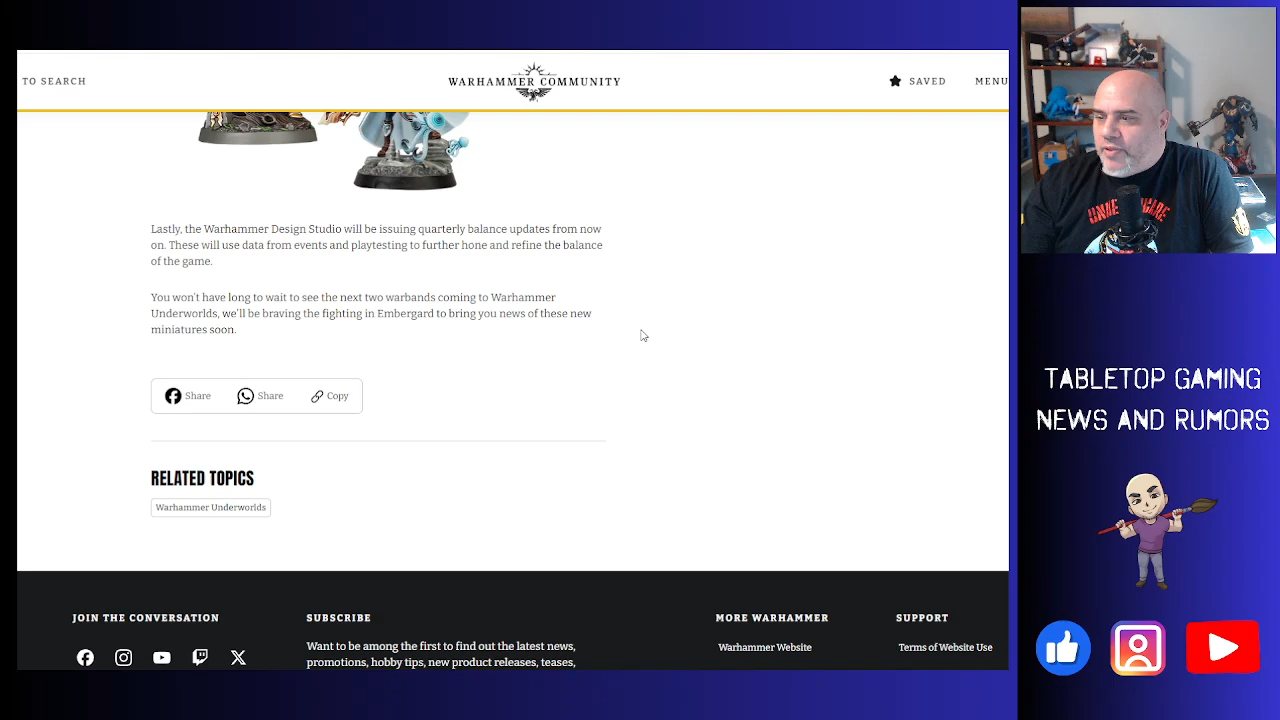 TO SEARCH
WARHAMMER COMMUNITY
SAVED
MENU
Lastly, the Warhammer Design Studio will be issuing quarterly balance updates from now
on. These will use data from events and playtesting to further hone and refine the balance
of the game.
You won't have long to wait to see the next two warbands coming to Warhammer
Underworlds, we'll be braving the fighting in Embergard to bring you news of these new
miniatures soon.
Share
Share
Copy
RELATED TOPICS
Warhammer Underworlds
JOIN THE CONVERSATION
SUBSCRIBE
Want to be among the first to find out the latest news,
promotions, hobby tips, new product releases, teases,
MORE WARHAMMER
Warhammer Website
SUPPORT
Terms of Website Use
TABLETOP GAMING
NEWS AND RUMORS